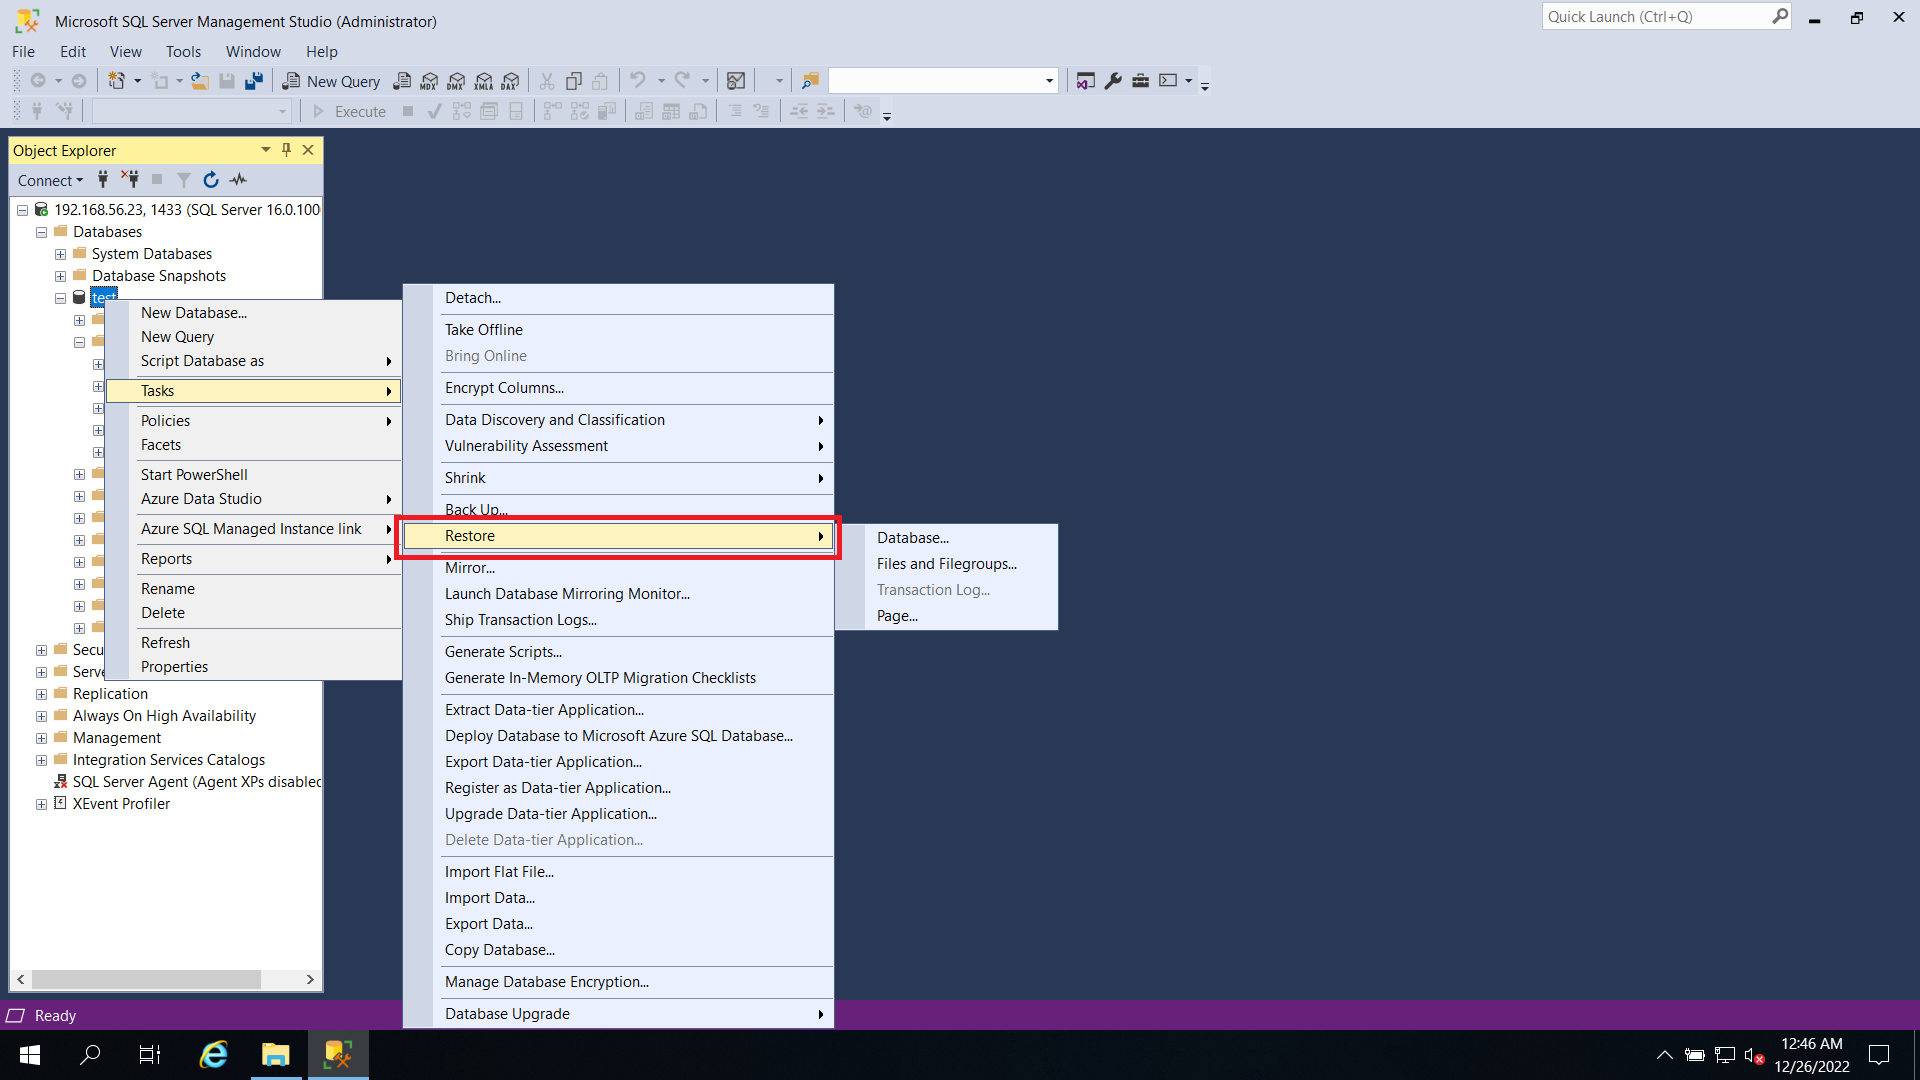 Microsoft SQL Server Management Studio (Administrator)
Quick Launch (Ctrl+Q)
File Edit View Tools Window Help
New Query MDX DMX XMLA DAX
Execute
Object Explorer
Connect
192.168.56.23, 1433 (SQL Server 16.0.100
Databases
System Databases
Database Snapshots
test
Secu
Serve
Replication
Always On High Availability
Management
Integration Services Catalogs
SQL Server Agent (Agent XPs disabled
XEvent Profiler
New Database...
New Query
Script Database as
Tasks
Policies
Facets
Start PowerShell
Azure Data Studio
Azure SQL Managed Instance link
Reports
Rename
Delete
Refresh
Properties
Detach...
Take Offline
Bring Online
Encrypt Columns...
Data Discovery and Classification
Vulnerability Assessment
Shrink
Back Up...
Restore
Mirror...
Launch Database Mirroring Monitor...
Ship Transaction Logs...
Generate Scripts...
Generate In-Memory OLTP Migration Checklists
Extract Data-tier Application...
Deploy Database to Microsoft Azure SQL Database...
Export Data-tier Application...
Register as Data-tier Application...
Upgrade Data-tier Application...
Delete Data-tier Application...
Import Flat File...
Import Data...
Export Data...
Copy Database...
Manage Database Encryption...
Database Upgrade
Database...
Files and Filegroups...
Transaction Log...
Page...
Ready
12:46 AM
12/26/2022